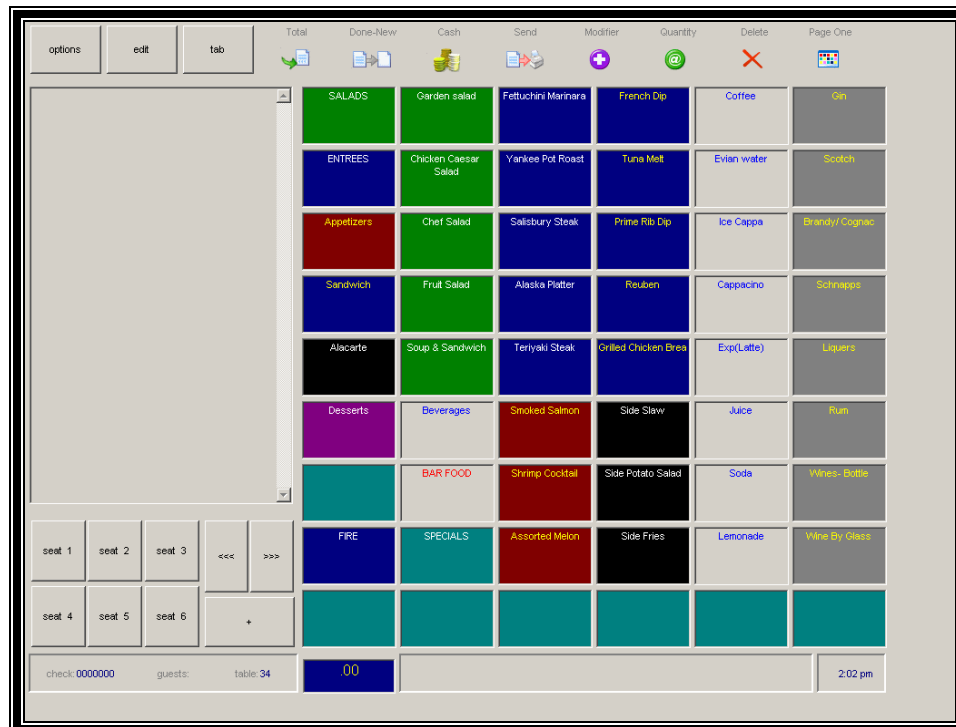 Total Done-New Cash Send Modifier Quantity Delete Page One
options edit tab
@
SALADS Garden salad Fettuchini Marinara French Dip Coffee Gin
ENTREES Chicken Caesar Yankee Pot Roast Tuna Melt Evian water Scotch
Salad
Appetizers Chef Salad Salisbury Steak Prime Rib Dip Ice Cappa Brandy/ Cognac
Sandwich Fruit Salad Alaska Platter Reuben Cappacino Schnapps
Alacarte Soup & Sandwich Teriyaki Steak Grilled Chicken Brea Exp(Latte) Liquers
Desserts Beverages Smoked Salmon Side Slaw Juice Rum
BAR FOOD Shrimp Cocktail Side Potato Salad Soda Wines- Bottle
FIRE SPECIALS Assorted Melon Side Fries Lemonade Wine By Glass
seat 1 seat 2 seat 3 <<< >>>
seat 4 seat 5 seat 6 +
check: 0000000 guests: table: 34 .00 2:02 pm